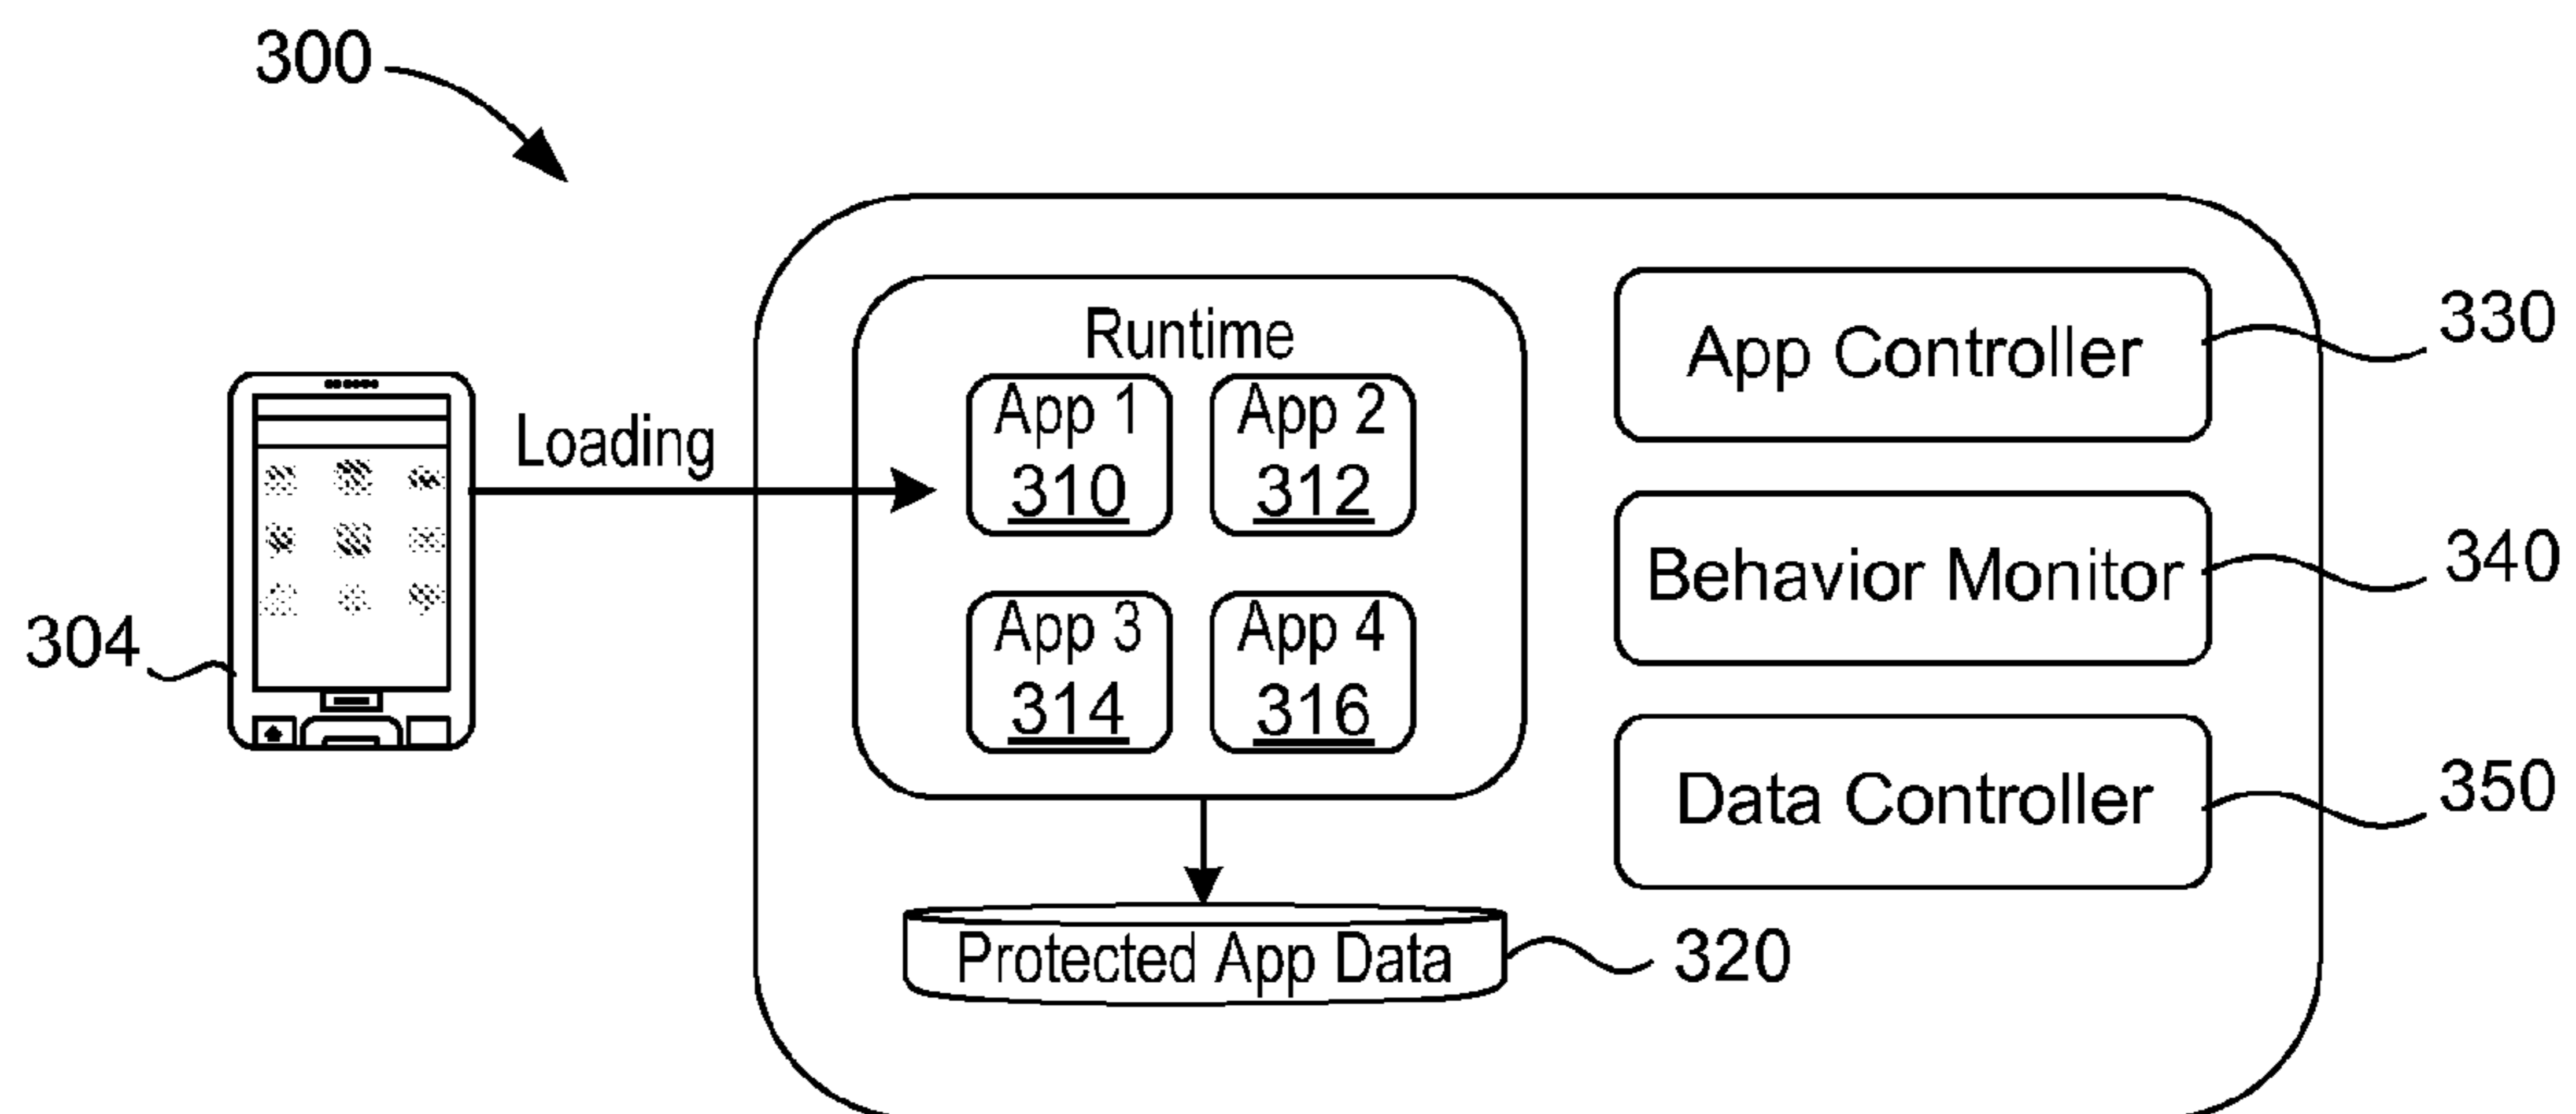 300
Runtime
App Controller
330
App 1
310
App 2
312
Loading
Behavior Monitor
340
App 3
314
App 4
316
304
Data Controller
350
Protected App Data
320